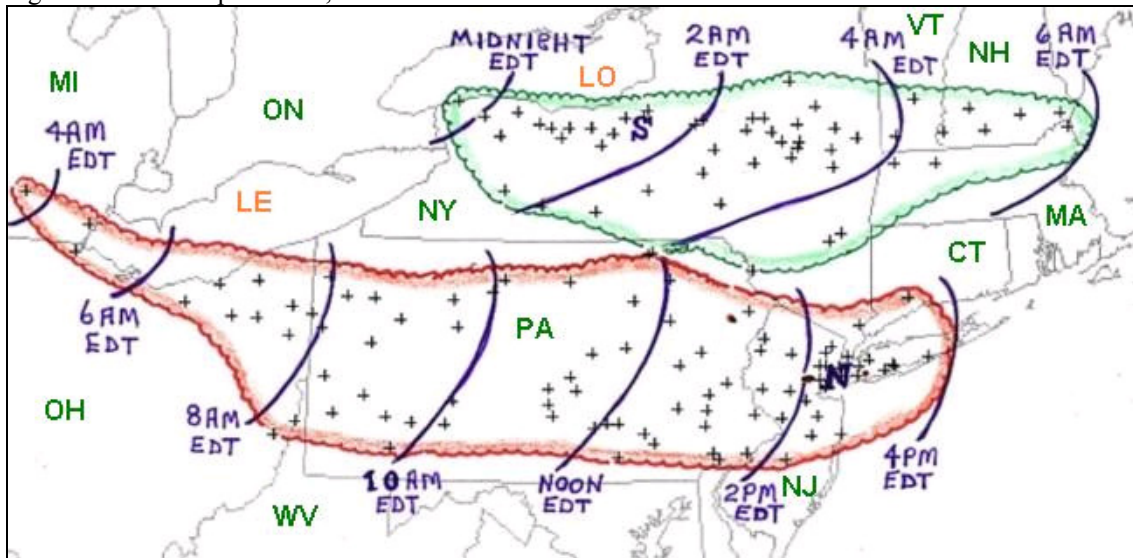 MIDNIGHT
EDT
2AM
EDT
4AM
EDT
VT
NH
6AM
EDT
MI
LO
ON
4AM
EDT
S
LE
NY
MA
CT
6AM
EDT
PA
N
OH
8AM
EDT
10AM
EDT
NOON
EDT
2PM
EDT
NJ
4PM
EDT
WV